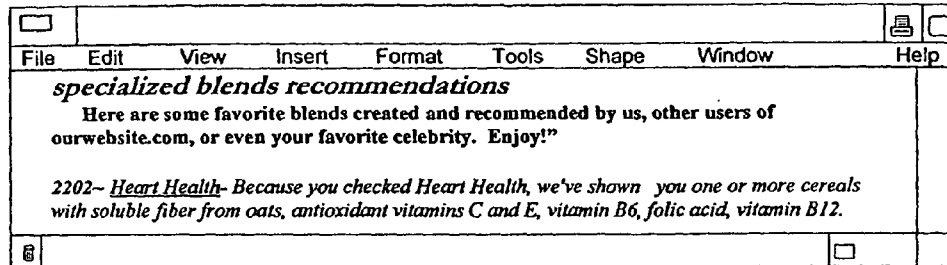 File Edit View Insert Format Tools Shape Window Help
specialized blends recommendations
Here are some favorite blends created and recommended by us, other users of
ourwebsite.com, or even your favorite celebrity. Enjoy!”
2202~ Heart Health- Because you checked Heart Health, we've shown you one or more cereals
with soluble fiber from oats, antioxidant vitamins C and E, vitamin B6, folic acid, vitamin B12.